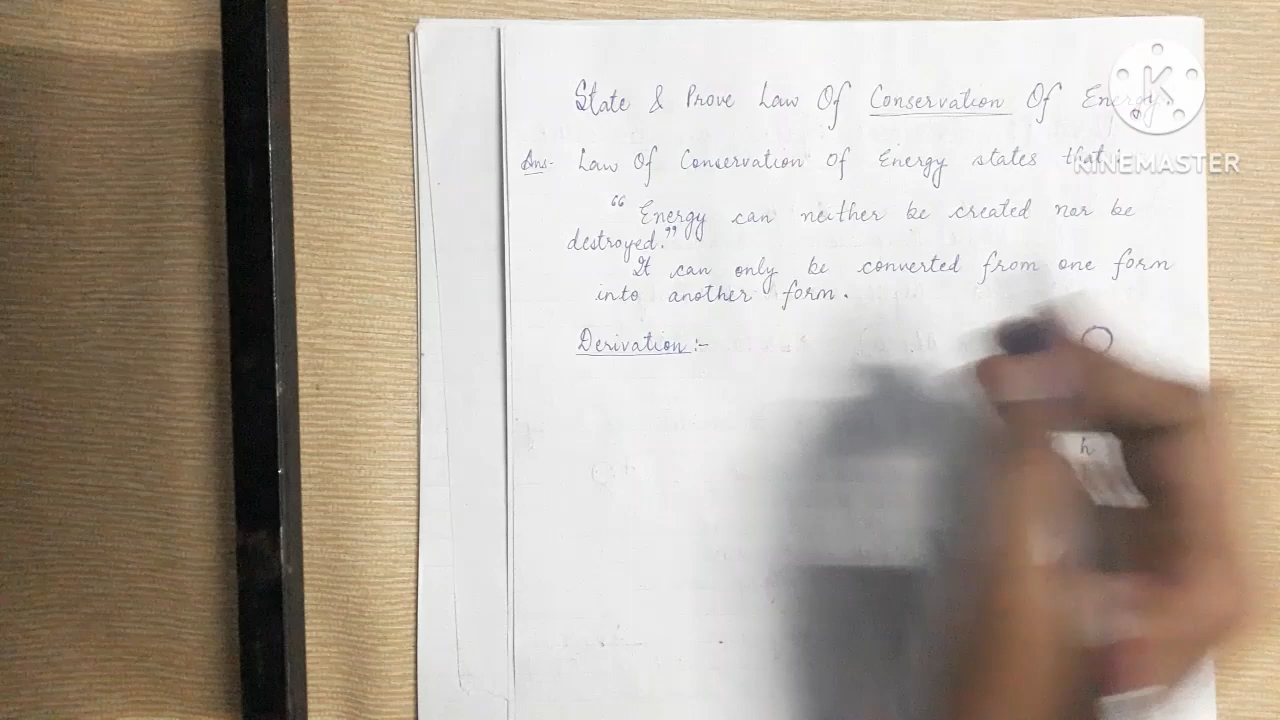 State & Prove Law Of Conservation Of Energy.
Ans- Law Of Conservation Of Energy states that
KINEMASTER
“ Energy can neither be created nor be
destroyed.”
It can only be converted from one form
into another form.
Derivation :-
h